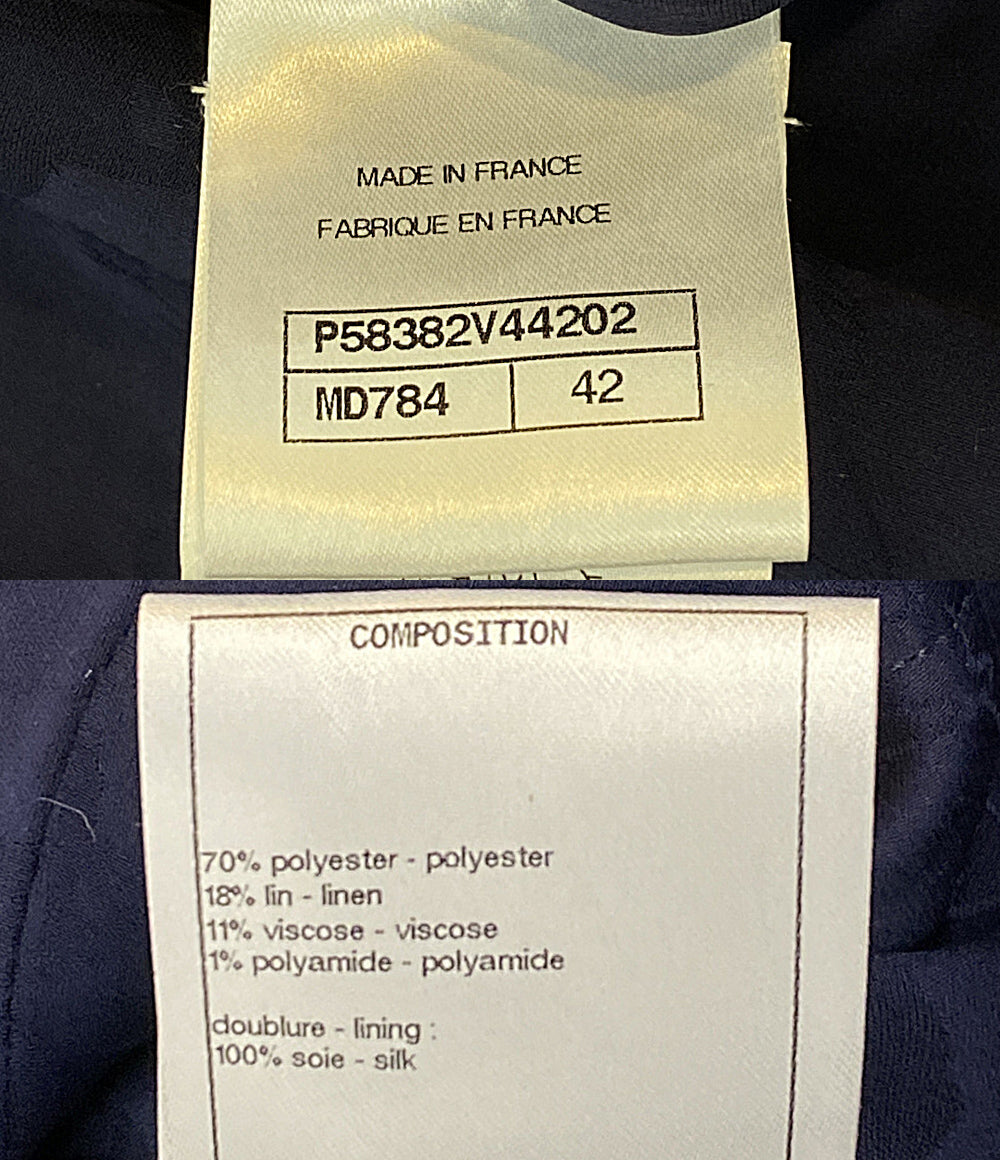 MADE IN FRANCE
FABRIQUE EN FRANCE
P58382V44202
MD784 42
COMPOSITION
70% polyester - polyester
18% lin - linen
11% viscose - viscose
1% polyamide - polyamide
doublure - lining :
100% soie - silk